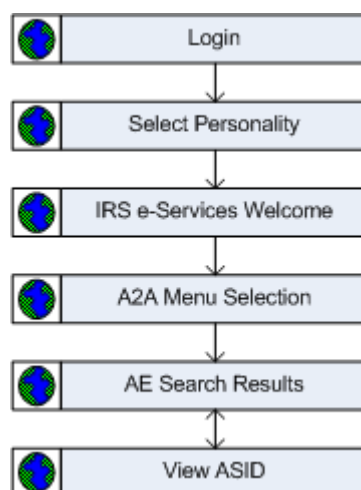 Login
Select Personality
IRS e-Services Welcome
A2A Menu Selection
AE Search Results
View ASID